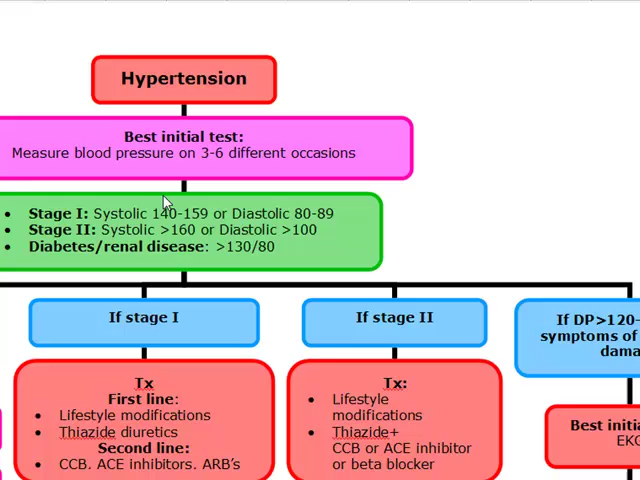 Hypertension
Best initial test:
Measure blood pressure on 3-6 different occasions
• Stage I: Systolic 140-159 or Diastolic 80-89
• Stage II: Systolic >160 or Diastolic >100
• Diabetes/renal disease: >130/80
If stage I
If stage II
If DP>120-
symptoms of
dama
Tx
First line:
• Lifestyle modifications
• Thiazide diuretics
Second line:
• CCB. ACE inhibitors. ARB's
Tx:
• Lifestyle
modifications
• Thiazide+
CCB or ACE inhibitor
or beta blocker
Best initia
EKG